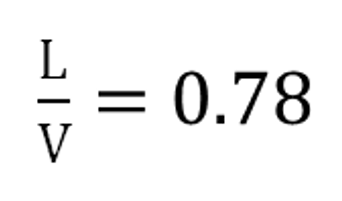 L/V = 0.78